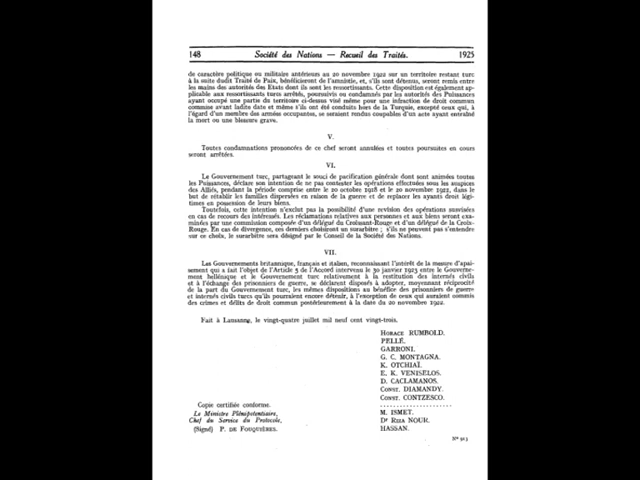 148 Société des Nations — Recueil des Traités. 1925
de caractère politique ou militaire antérieurs au 20 novembre 1922 sur un territoire restant turc
à la suite dudit Traité de Paix, bénéficieront de l'amnistie, et, s'ils sont détenus, seront remis entre
les mains des autorités des Etats dont ils sont les ressortissants. Cette disposition est également ap-
plicable aux ressortissants turcs arrêtés, poursuivis ou condamnés par les autorités des Puissances
ayant occupé une partie du territoire ci-dessus visé même pour une infraction de droit commun
commise avant ladite date et même s'ils ont été conduits hors de la Turquie, excepté ceux qui, à
l'égard d'un membre des armées occupantes, se seraient rendus coupables d'un acte ayant entraîné
la mort ou une blessure grave.
V.
Toutes condamnations prononcées de ce chef seront annulées et toutes poursuites en cours
seront arrêtées.
VI.
Le Gouvernement turc, partageant le souci de pacification générale dont sont animées toutes
les Puissances, déclare son intention de ne pas contester les opérations effectuées sous les auspices
des Alliés, pendant la période comprise entre le 20 octobre 1918 et le 20 novembre 1922, dans le
but de rétablir les familles dispersées en raison de la guerre et de replacer les ayants droit légi-
times en possession de leurs biens.
Toutefois, cette intention n'exclut pas la possibilité d'une revision des opérations susvisées
en cas de recours des intéressés. Les réclamations relatives aux personnes et aux biens seront exa-
minées par une commission composée d'un délégué du Croissant-Rouge et d'un délégué de la Croix-
Rouge. En cas de divergence, ces derniers choisiront un surarbitre ; s'ils ne peuvent pas s'entendre
sur ce choix, le surarbitre sera désigné par le Conseil de la Société des Nations.
VII.
Les Gouvernements britannique, français et italien, reconnaissant l'intérêt de la mesure d'apai-
sement qui a fait l'objet de l'Article 3 de l'Accord intervenu le 30 janvier 1923 entre le Gouverne-
ment hellénique et le Gouvernement turc relativement à la restitution des internés civils
et à l'échange des prisonniers de guerre, se déclarent disposés à adopter, moyennant réciprocité
de la part du Gouvernement turc, les mêmes dispositions au bénéfice des prisonniers de guerre
et internés civils turcs qu'ils pourraient encore détenir, à l'exception de ceux qui auraient commis
des crimes et délits de droit commun postérieurement à la date du 20 novembre 1922.
Fait à Lausanne, le vingt-quatre juillet mil neuf cent vingt-trois.
Horace RUMBOLD.
PELLÉ.
GARRONI.
G. C. MONTAGNA.
K. OTCHIAÏ.
E. K. VENISELOS.
D. CACLAMANOS.
Const. DIAMANDY.
Const. CONTZESCO.
M. ISMET.
Dr Riza NOUR.
HASSAN.
Copie certifiée conforme.
Le Ministre Plénipotentiaire,
Chef du Service du Protocole,
(Signé) P. de Fouquières.
No 913